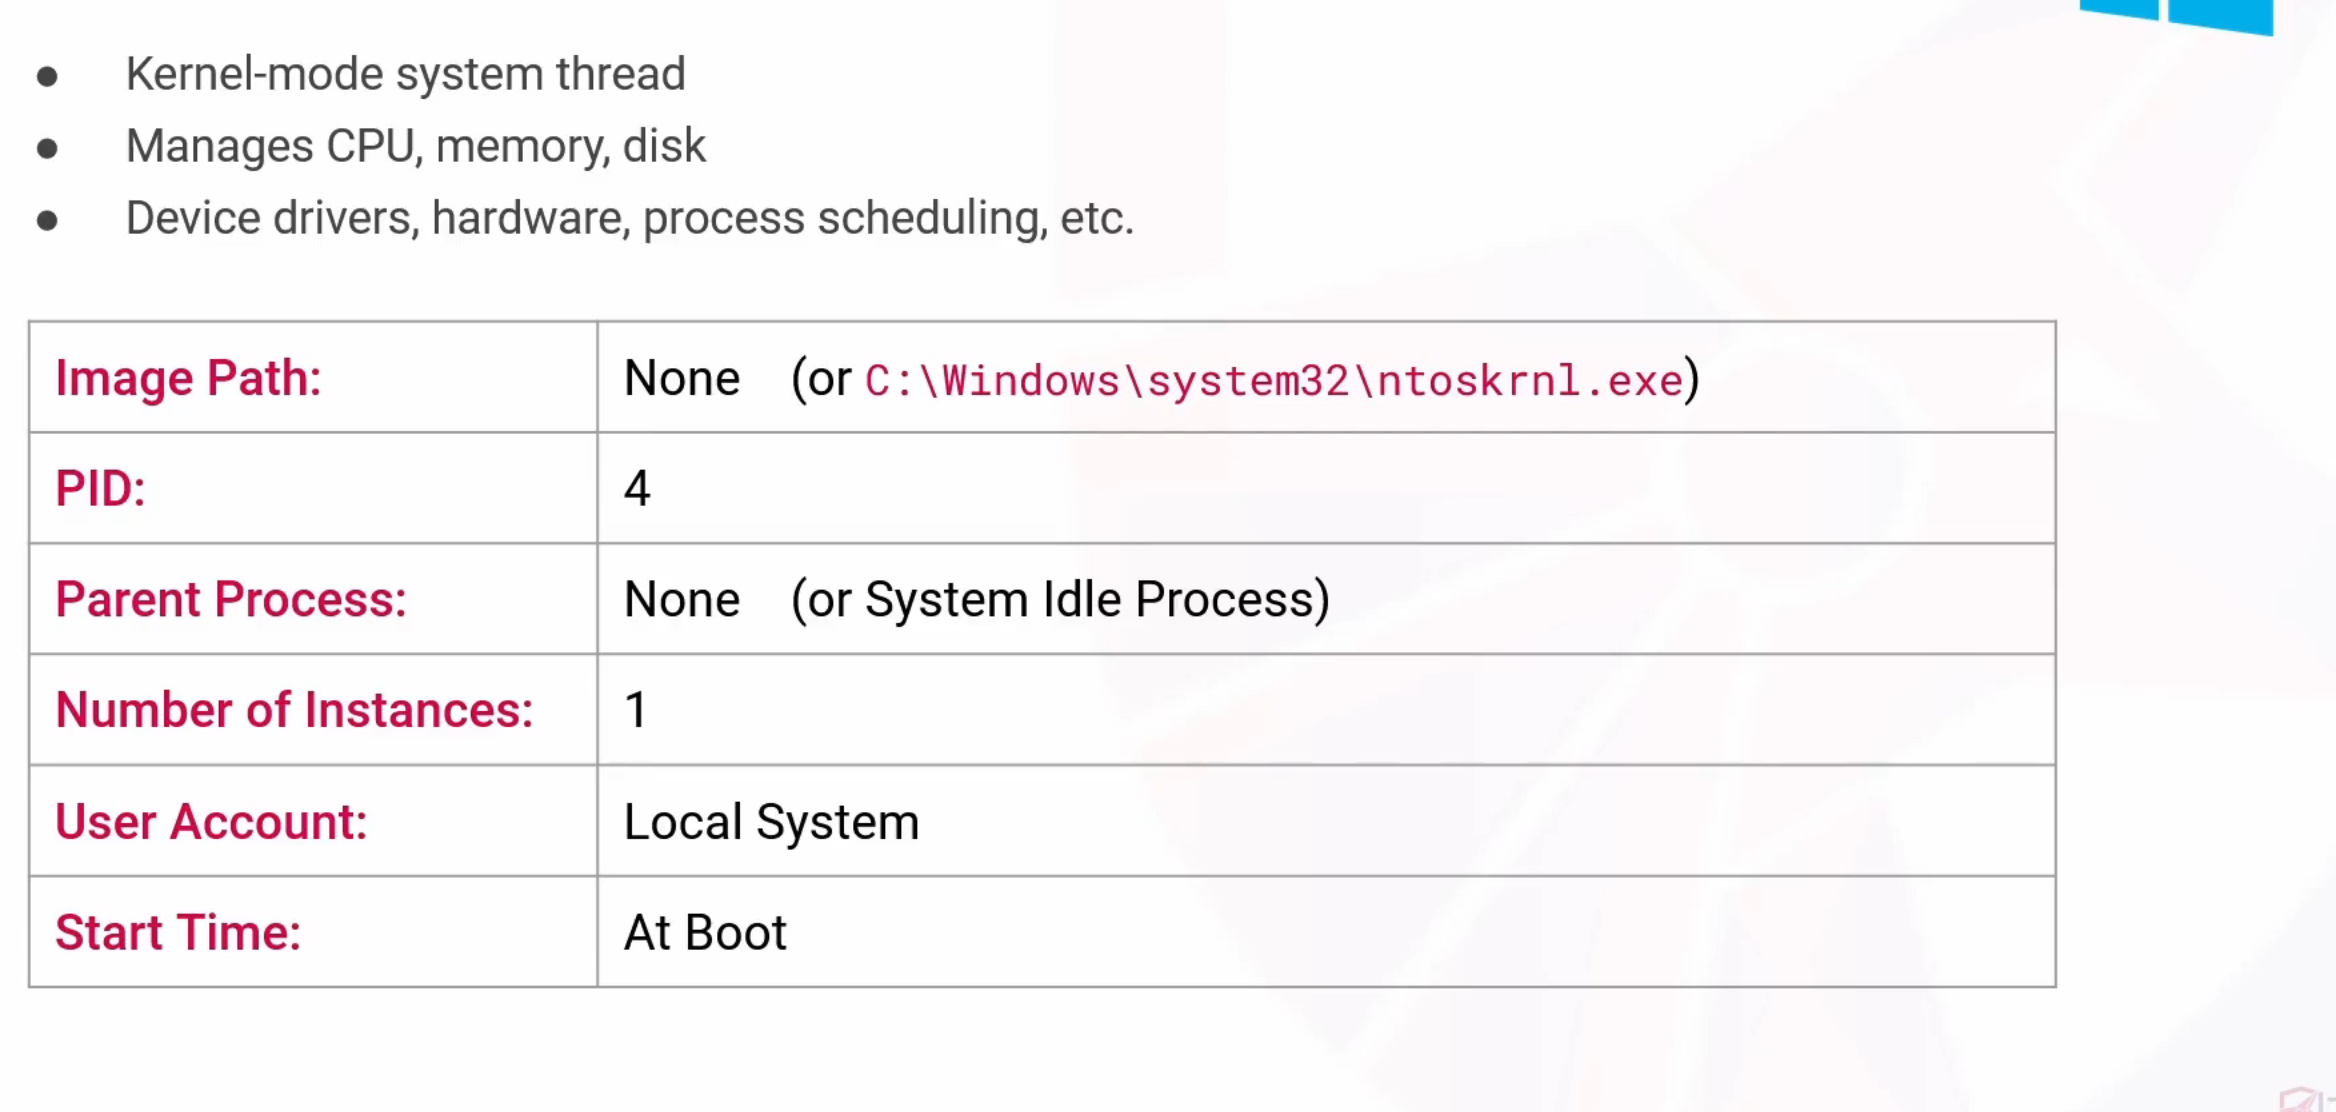 ● Kernel-mode system thread
● Manages CPU, memory, disk
● Device drivers, hardware, process scheduling, etc.
Image Path: None (or C:\Windows\system32\ntoskrnl.exe)
PID: 4
Parent Process: None (or System Idle Process)
Number of Instances: 1
User Account: Local System
Start Time: At Boot